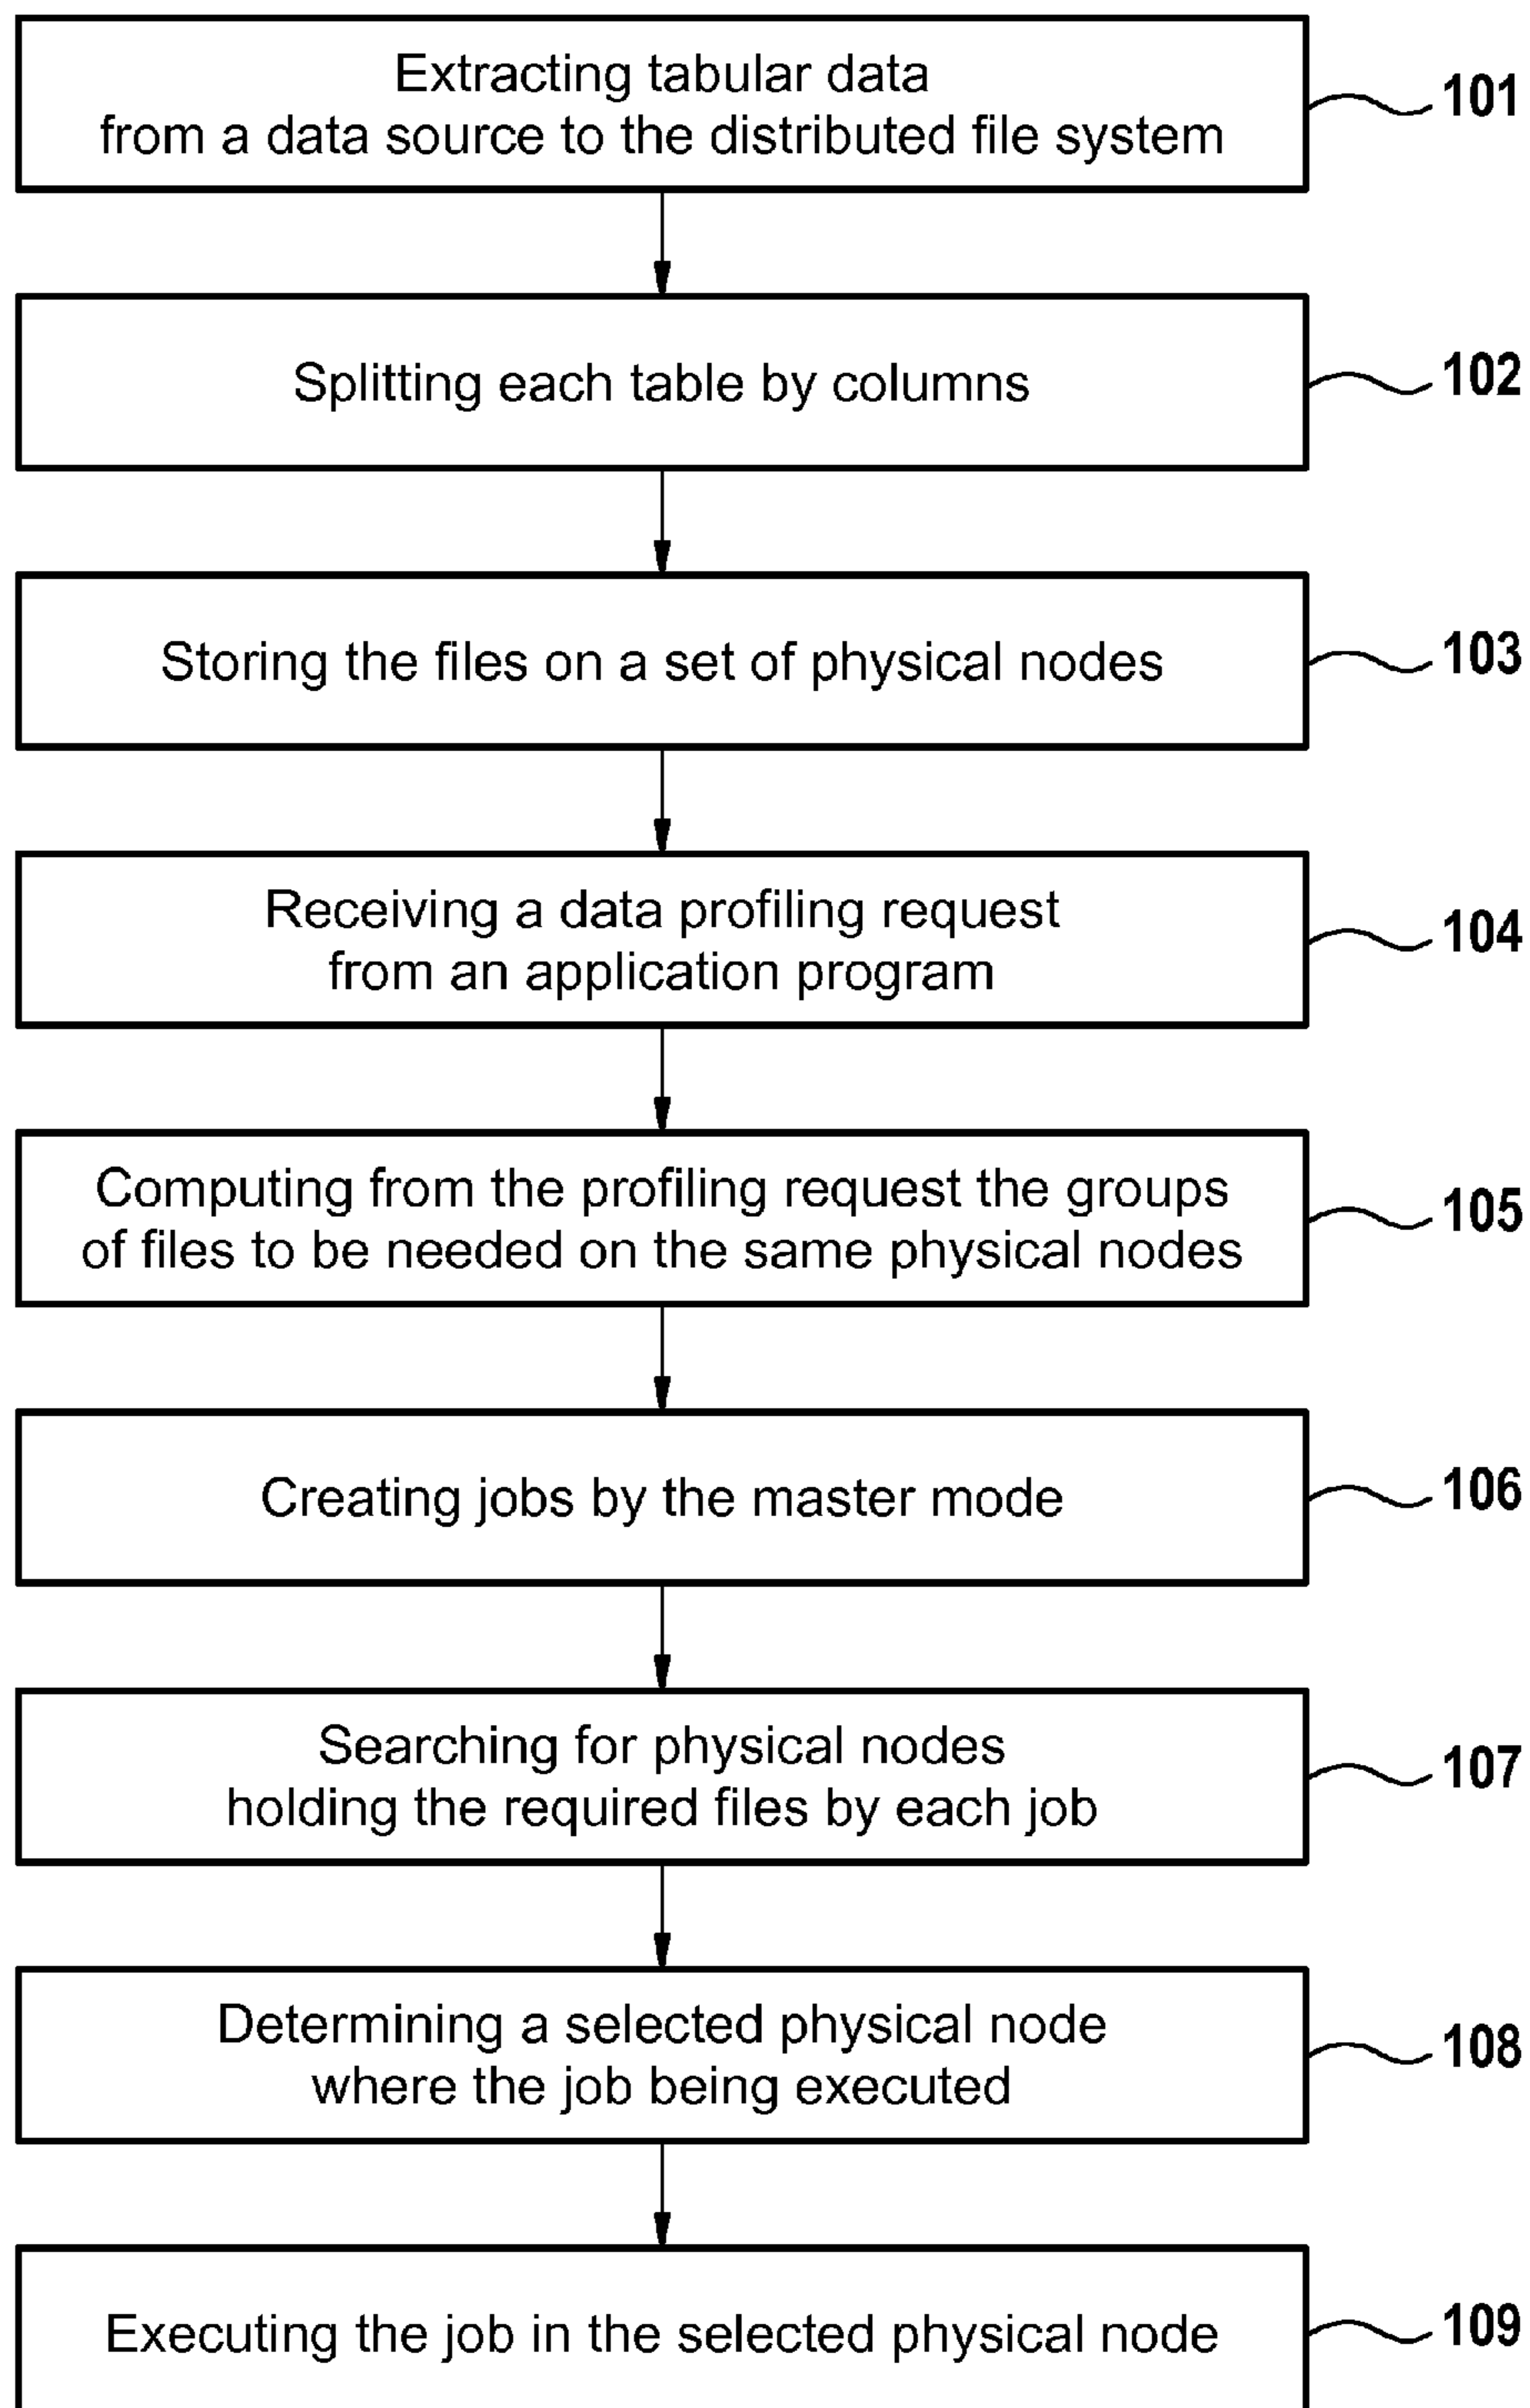 Extracting tabular data
from a data source to the distributed file system
101
Splitting each table by columns
102
Storing the files on a set of physical nodes
103
Receiving a data profiling request
from an application program
104
Computing from the profiling request the groups
of files to be needed on the same physical nodes
105
Creating jobs by the master mode
106
Searching for physical nodes
holding the required files by each job
107
Determining a selected physical node
where the job being executed
108
Executing the job in the selected physical node
109